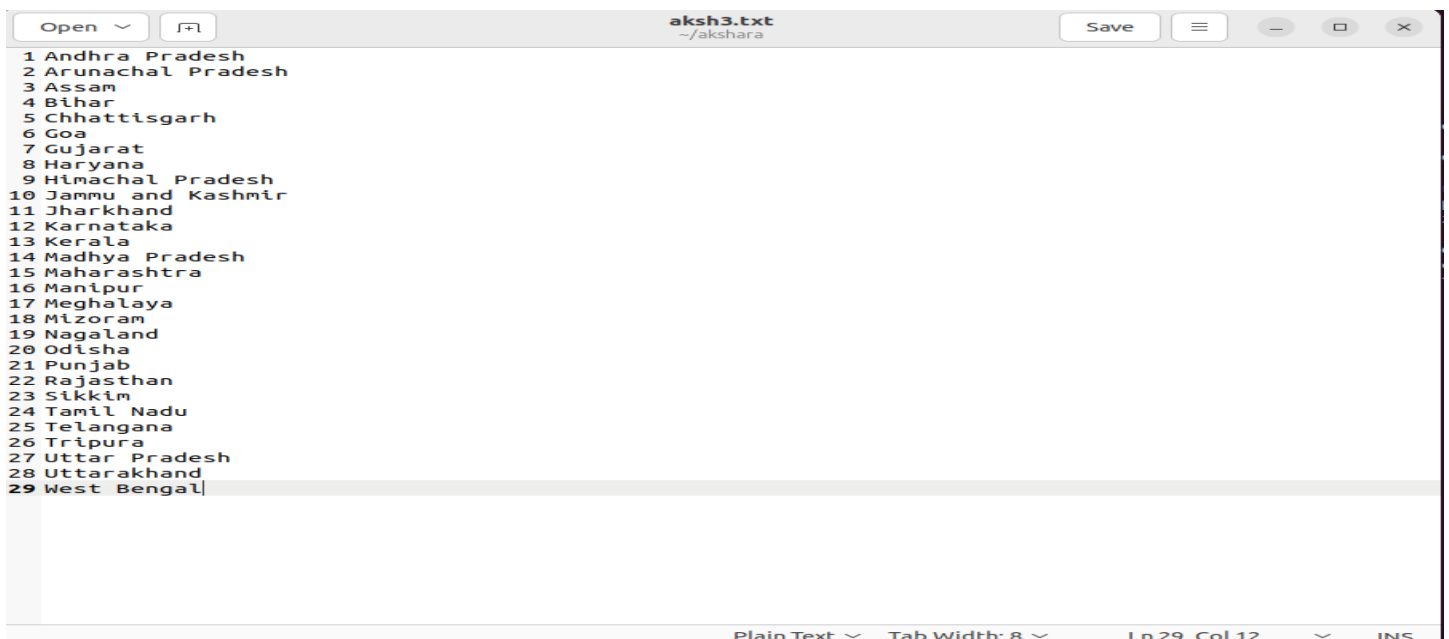 Open
aksh3.txt
~/akshara
Save
1 Andhra Pradesh
2 Arunachal Pradesh
3 Assam
4 Bihar
5 Chhattisgarh
6 Goa
7 Gujarat
8 Haryana
9 Himachal Pradesh
10 Jammu and Kashmir
11 Jharkhand
12 Karnataka
13 Kerala
14 Madhya Pradesh
15 Maharashtra
16 Manipur
17 Meghalaya
18 Mizoram
19 Nagaland
20 Odisha
21 Punjab
22 Rajasthan
23 Sikkim
24 Tamil Nadu
25 Telangana
26 Tripura
27 Uttar Pradesh
28 Uttarakhand
29 West Bengal
Plain Text Tab Width: 8 Ln 29, Col 12 INS